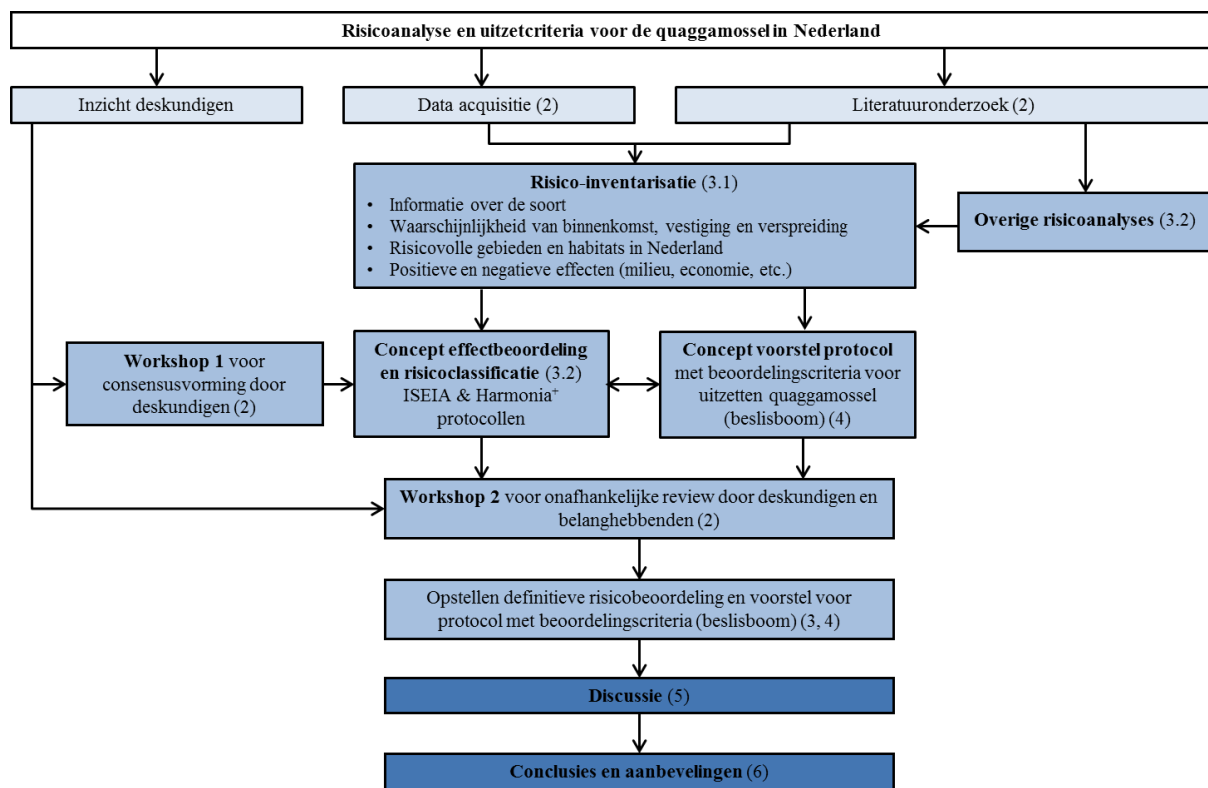 Risicoanalyse en uitzetcriteria voor de quaggamossel in Nederland
Inzicht deskundigen
Data acquisitie (2)
Literatuuronderzoek (2)
Risico-inventarisatie (3.1)
• Informatie over de soort
• Waarschijnlijkheid van binnenkomst, vestiging en verspreiding
• Risicovolle gebieden en habitats in Nederland
• Positieve en negatieve effecten (milieu, economie, etc.)
Overige risicoanalyses (3.2)
Workshop 1 voor
consensusvorming door
deskundigen (2)
Concept effectbeoordeling
en risicoclassificatie (3.2)
ISEIA & Harmonia⁺
protocollen
Concept voorstel protocol
met beoordelingscriteria voor
uitzetten quaggamossel
(beslisboom) (4)
Workshop 2 voor onafhankelijke review door deskundigen en
belanghebbenden (2)
Opstellen definitieve risicobeoordeling en voorstel voor
protocol met beoordelingscriteria (beslisboom) (3, 4)
Discussie (5)
Conclusies en aanbevelingen (6)